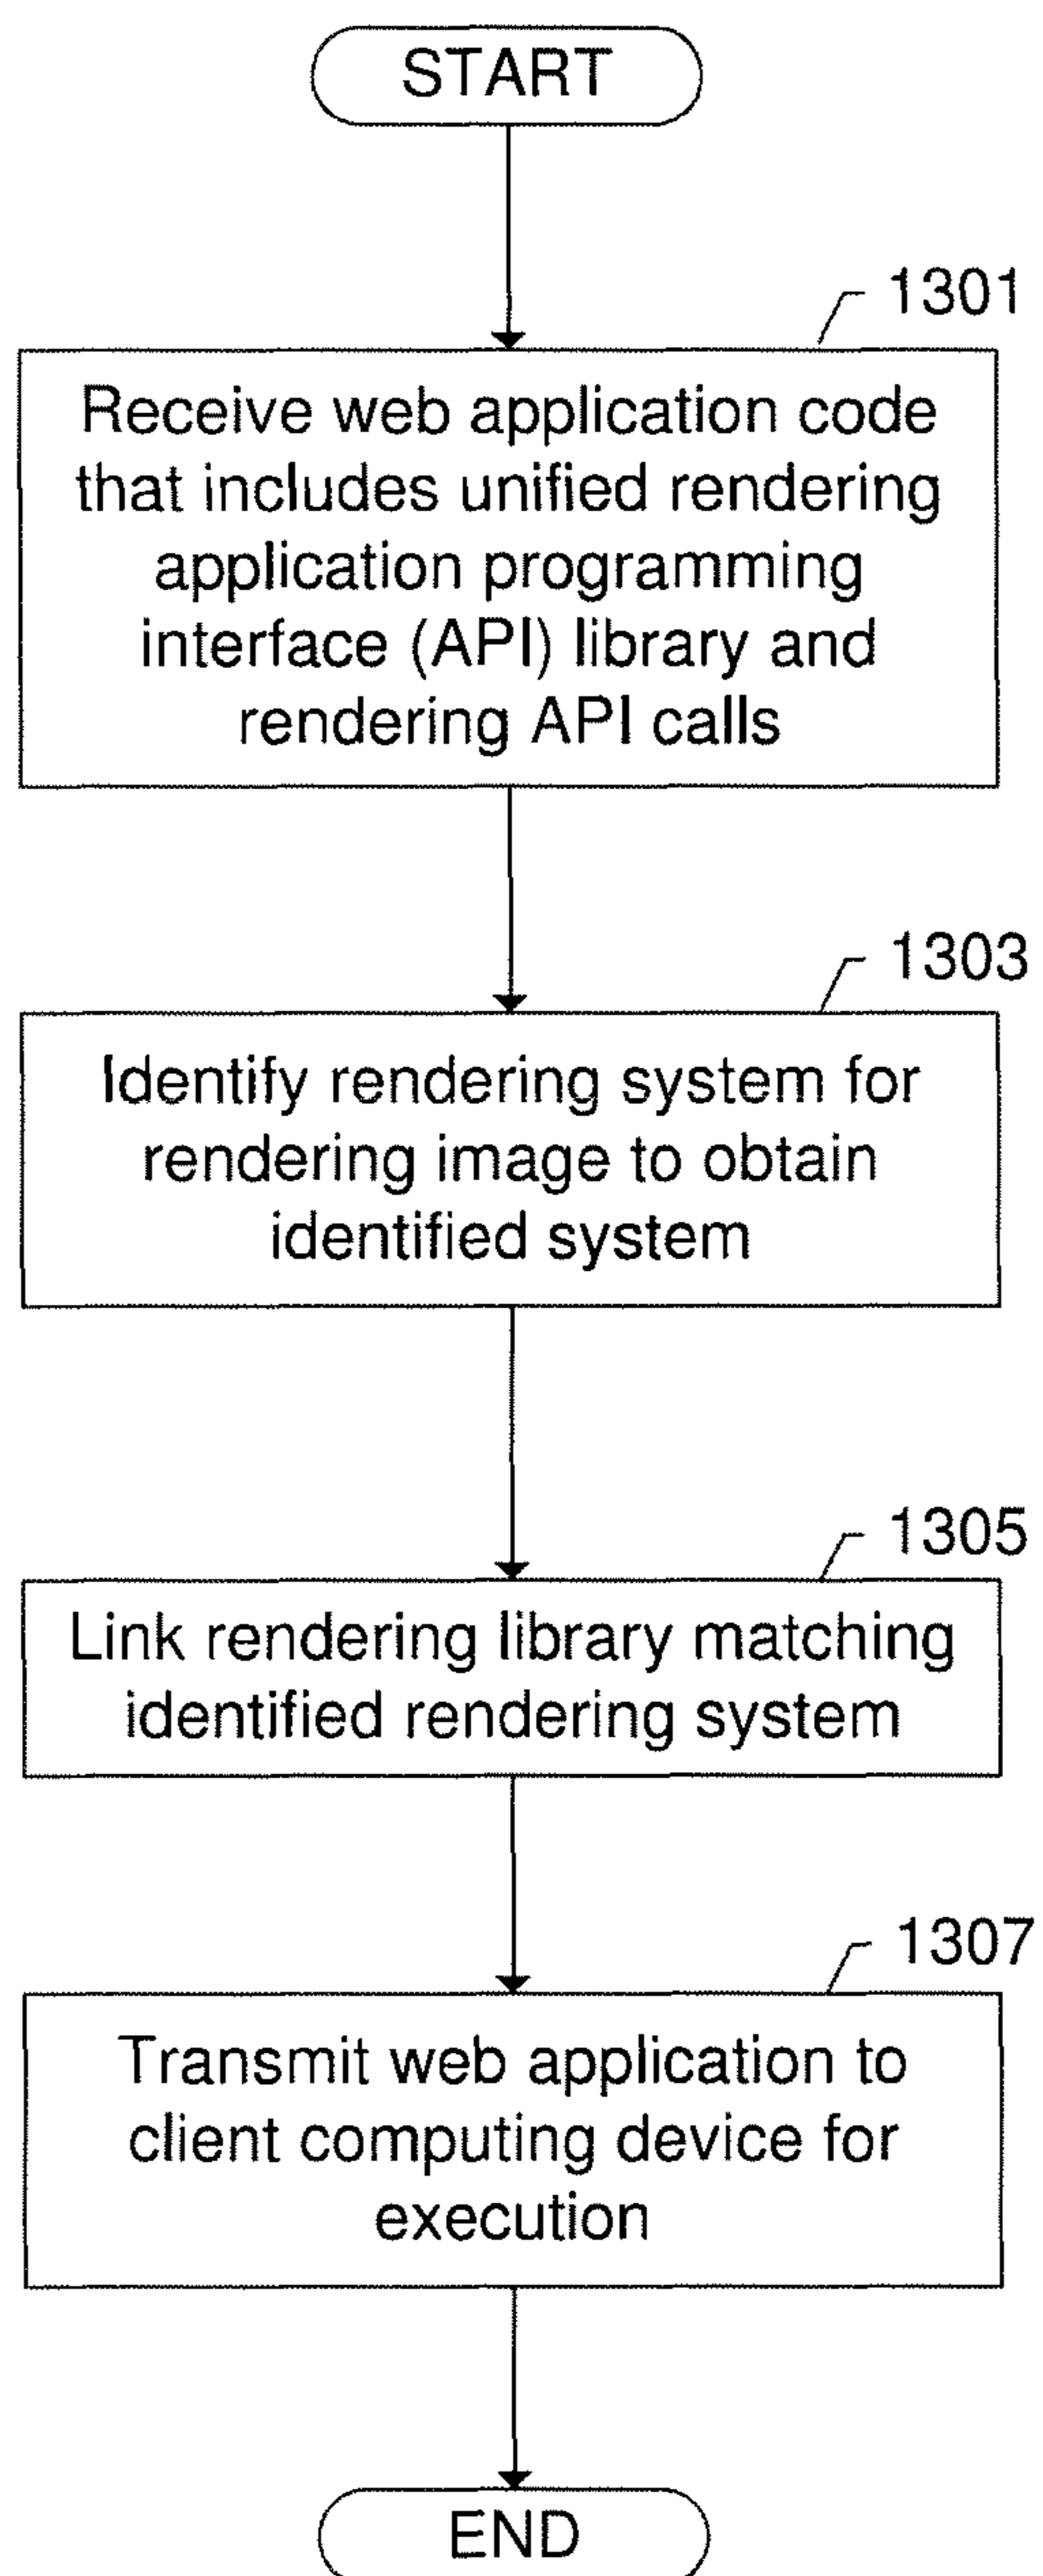 START
1301
Receive web application code
that includes unified rendering
application programming
interface (API) library and
rendering API calls
1303
Identify rendering system for
rendering image to obtain
identified system
1305
Link rendering library matching
identified rendering system
1307
Transmit web application to
client computing device for
execution
END